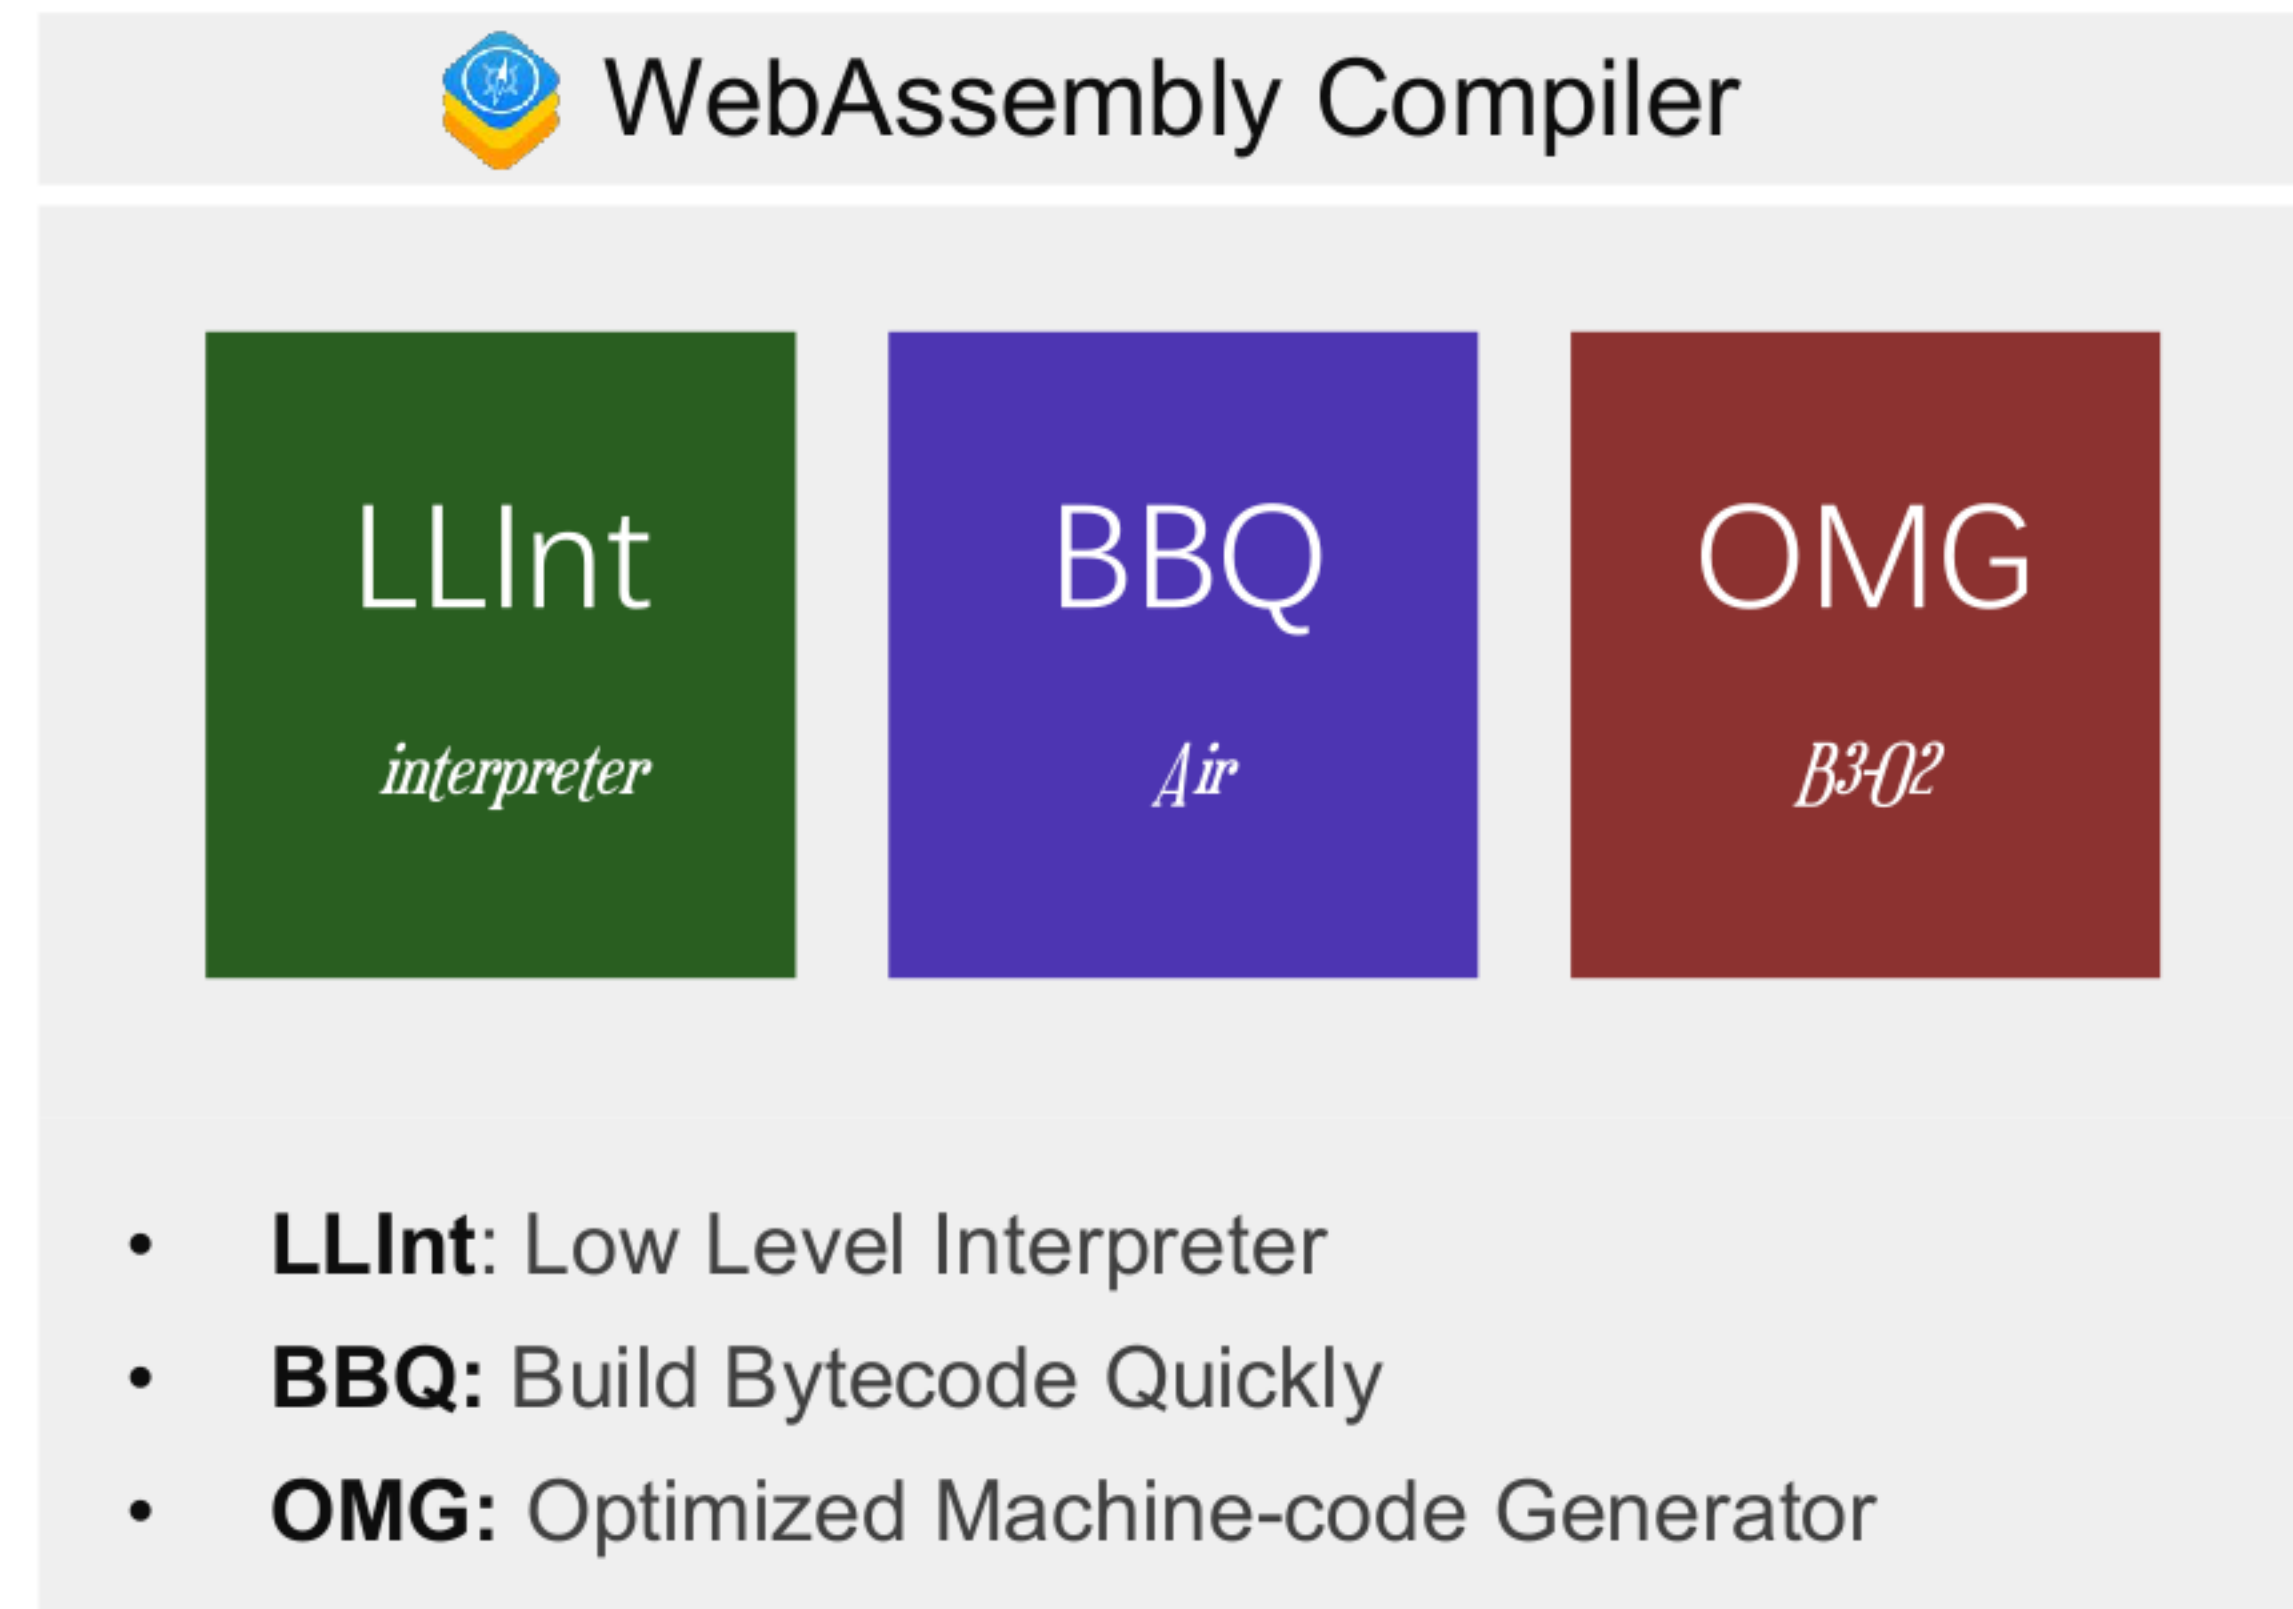 WebAssembly Compiler
LLInt
BBQ
OMG
interpreter
Air
B3-O2
• LLInt: Low Level Interpreter
• BBQ: Build Bytecode Quickly
• OMG: Optimized Machine-code Generator